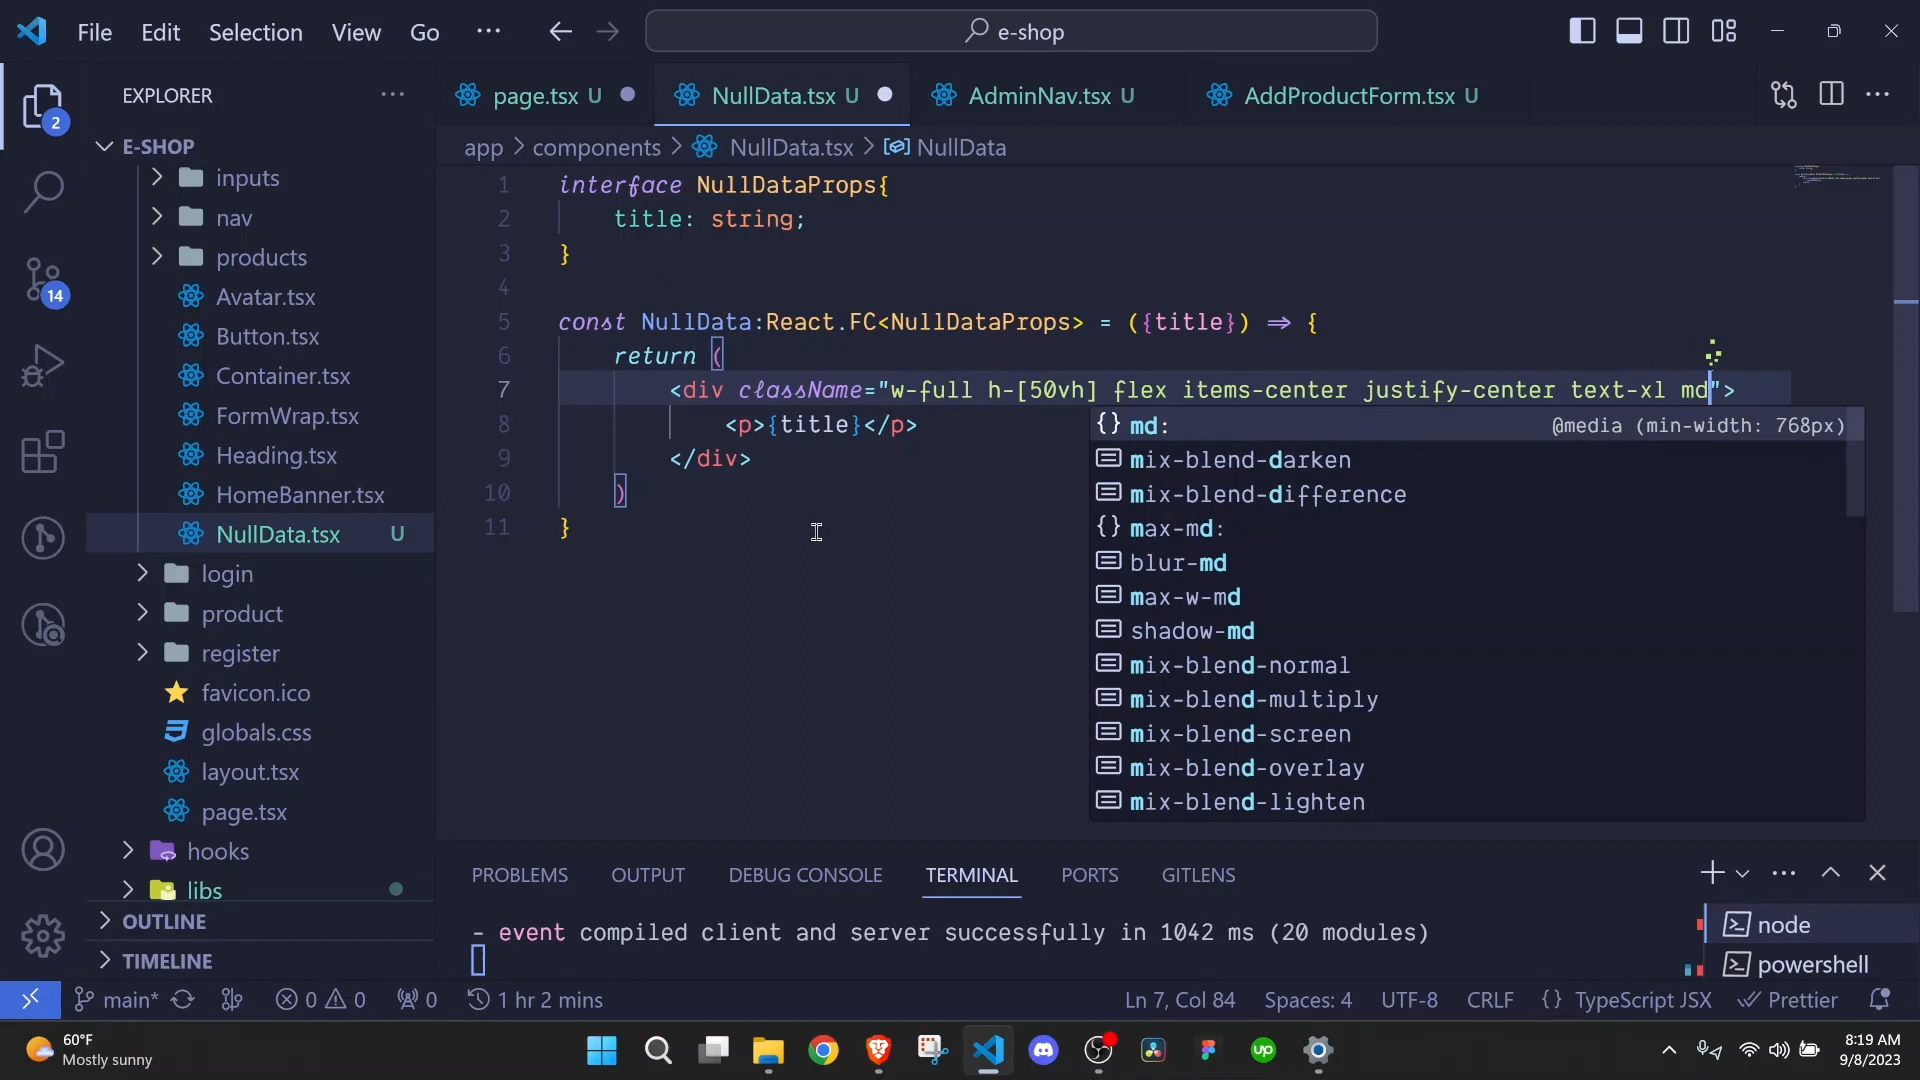 File Edit Selection View Go ··· e-shop
EXPLORER ···
2
E-SHOP
inputs
nav
products
Avatar.tsx
Button.tsx
Container.tsx
FormWrap.tsx
Heading.tsx
HomeBanner.tsx
NullData.tsx U
login
product
register
favicon.ico
globals.css
layout.tsx
page.tsx
hooks
libs
OUTLINE
TIMELINE
14
page.tsx U NullData.tsx U AdminNav.tsx U AddProductForm.tsx U
app > components > NullData.tsx > NullData
1 interface NullDataProps{
2 title: string;
3 }
4
5 const NullData:React.FC<NullDataProps> = ({title}) => {
6 return (
7 <div className="w-full h-[50vh] flex items-center justify-center text-xl md">
8 <p>{title}</p>
9 </div>
10 )
11 }
{} md: @media (min-width: 768px)
mix-blend-darken
mix-blend-difference
{} max-md:
blur-md
max-w-md
shadow-md
mix-blend-normal
mix-blend-multiply
mix-blend-screen
mix-blend-overlay
mix-blend-lighten
PROBLEMS OUTPUT DEBUG CONSOLE TERMINAL PORTS GITLENS
- event compiled client and server successfully in 1042 ms (20 modules)
node
powershell
main* 0 0 0 1 hr 2 mins Ln 7, Col 84 Spaces: 4 UTF-8 CRLF {} TypeScript JSX Prettier
60°F
Mostly sunny
up
8:19 AM
9/8/2023